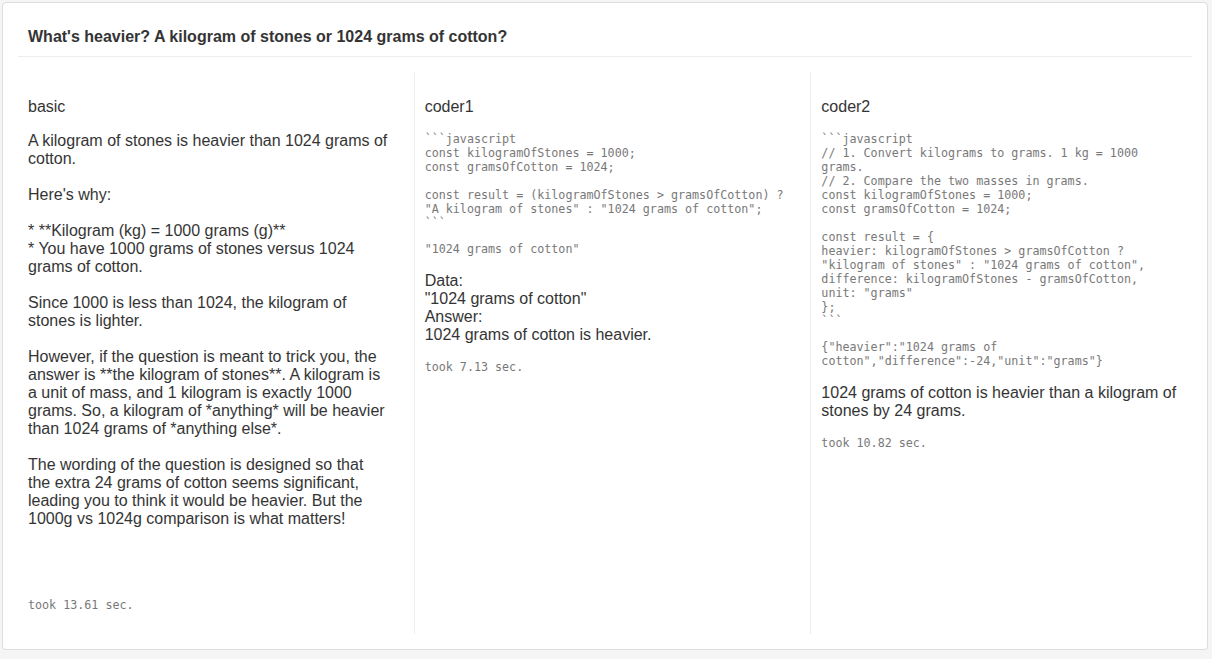 What's heavier? A kilogram of stones or 1024 grams of cotton?
basic
A kilogram of stones is heavier than 1024 grams of
cotton.
Here's why:
* **Kilogram (kg) = 1000 grams (g)**
* You have 1000 grams of stones versus 1024
grams of cotton.
Since 1000 is less than 1024, the kilogram of
stones is lighter.
However, if the question is meant to trick you, the
answer is **the kilogram of stones**. A kilogram is
a unit of mass, and 1 kilogram is exactly 1000
grams. So, a kilogram of *anything* will be heavier
than 1024 grams of *anything else*.
The wording of the question is designed so that
the extra 24 grams of cotton seems significant,
leading you to think it would be heavier. But the
1000g vs 1024g comparison is what matters!
took 13.61 sec.
coder1
```javascript
const kilogramOfStones = 1000;
const gramsOfCotton = 1024;
const result = (kilogramOfStones > gramsOfCotton) ?
"A kilogram of stones" : "1024 grams of cotton";
```
"1024 grams of cotton"
Data:
"1024 grams of cotton"
Answer:
1024 grams of cotton is heavier.
took 7.13 sec.
coder2
```javascript
// 1. Convert kilograms to grams. 1 kg = 1000
grams.
// 2. Compare the two masses in grams.
const kilogramOfStones = 1000;
const gramsOfCotton = 1024;
const result = {
heavier: kilogramOfStones > gramsOfCotton ?
"kilogram of stones" : "1024 grams of cotton",
difference: kilogramOfStones - gramsOfCotton,
unit: "grams"
};
```
{"heavier":"1024 grams of
cotton","difference":-24,"unit":"grams"}
1024 grams of cotton is heavier than a kilogram of
stones by 24 grams.
took 10.82 sec.